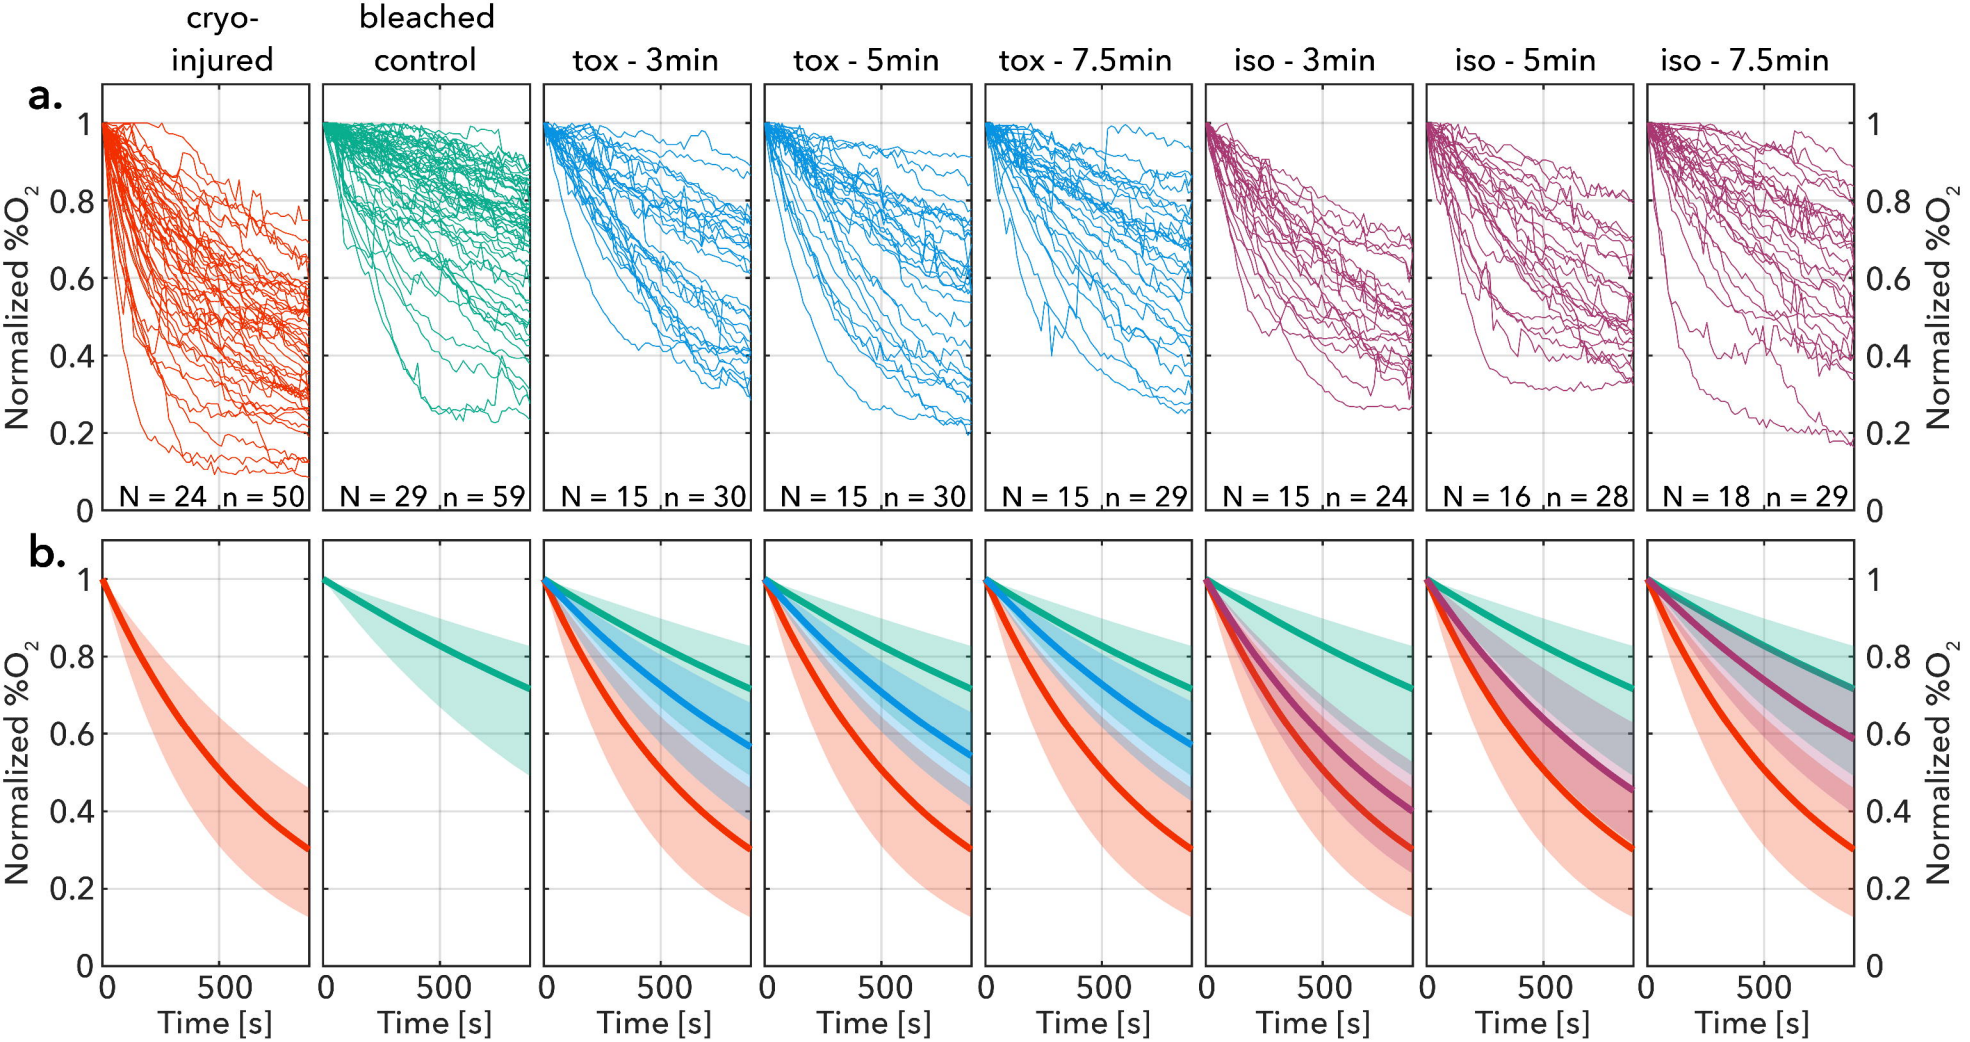 cryo-
injured
bleached
control
tox - 3min
tox - 5min
tox - 7.5min
iso - 3min
iso - 5min
iso - 7.5min
a.
Normalized %O2
1
0.8
0.6
0.4
0.2
0
N = 24 n = 50
N = 29 n = 59
N = 15 n = 30
N = 15 n = 30
N = 15 n = 29
N = 15 n = 24
N = 16 n = 28
N = 18 n = 29
1
0.8
0.6
0.4
0.2
0
Normalized %O2
b.
Normalized %O2
1
0.8
0.6
0.4
0.2
0
1
0.8
0.6
0.4
0.2
0
Normalized %O2
0 500
0 500
0 500
0 500
0 500
0 500
0 500
0 500
Time [s]
Time [s]
Time [s]
Time [s]
Time [s]
Time [s]
Time [s]
Time [s]